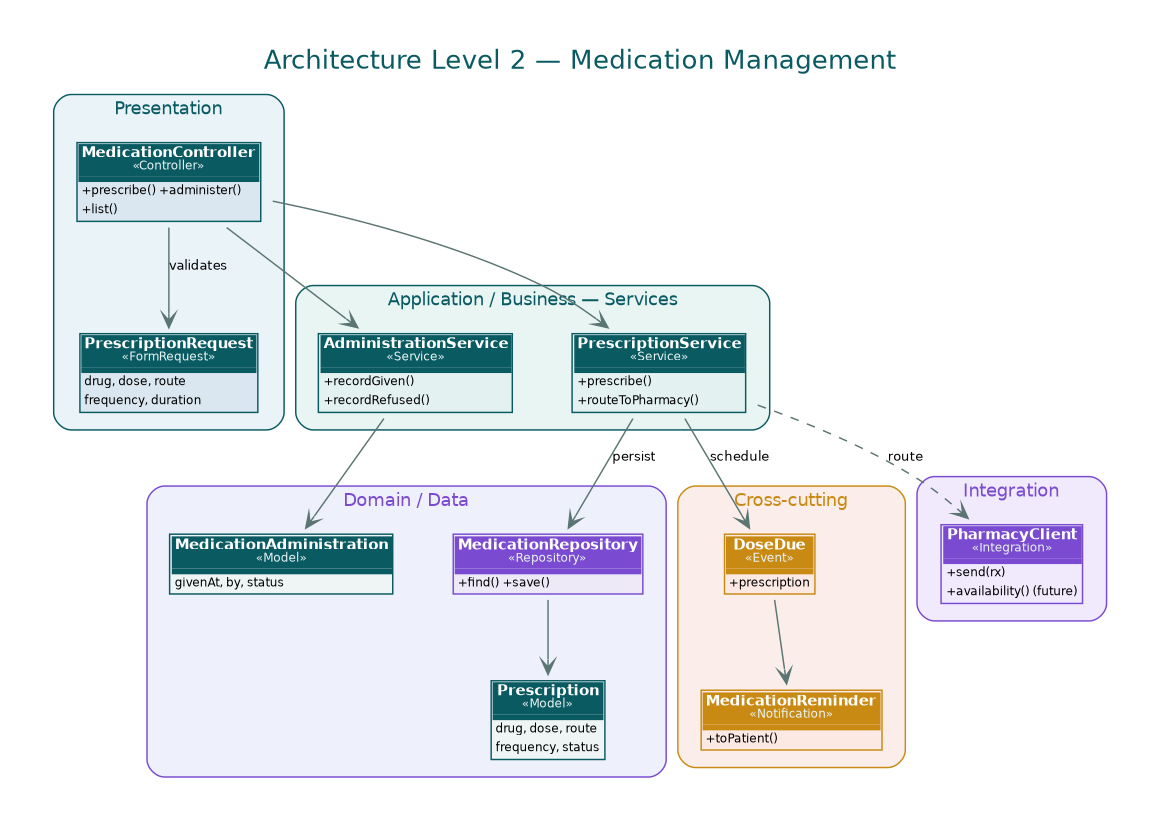 Architecture Level 2 — Medication Management
Presentation
MedicationController
«Controller»
+prescribe() +administer()
+list()
validates
PrescriptionRequest
«FormRequest»
drug, dose, route
frequency, duration
Application / Business — Services
AdministrationService
«Service»
+recordGiven()
+recordRefused()
PrescriptionService
«Service»
+prescribe()
+routeToPharmacy()
persist
schedule
route
Domain / Data
MedicationAdministration
«Model»
givenAt, by, status
MedicationRepository
«Repository»
+find() +save()
Prescription
«Model»
drug, dose, route
frequency, status
Cross-cutting
DoseDue
«Event»
+prescription
MedicationReminder
«Notification»
+toPatient()
Integration
PharmacyClient
«Integration»
+send(rx)
+availability() (future)